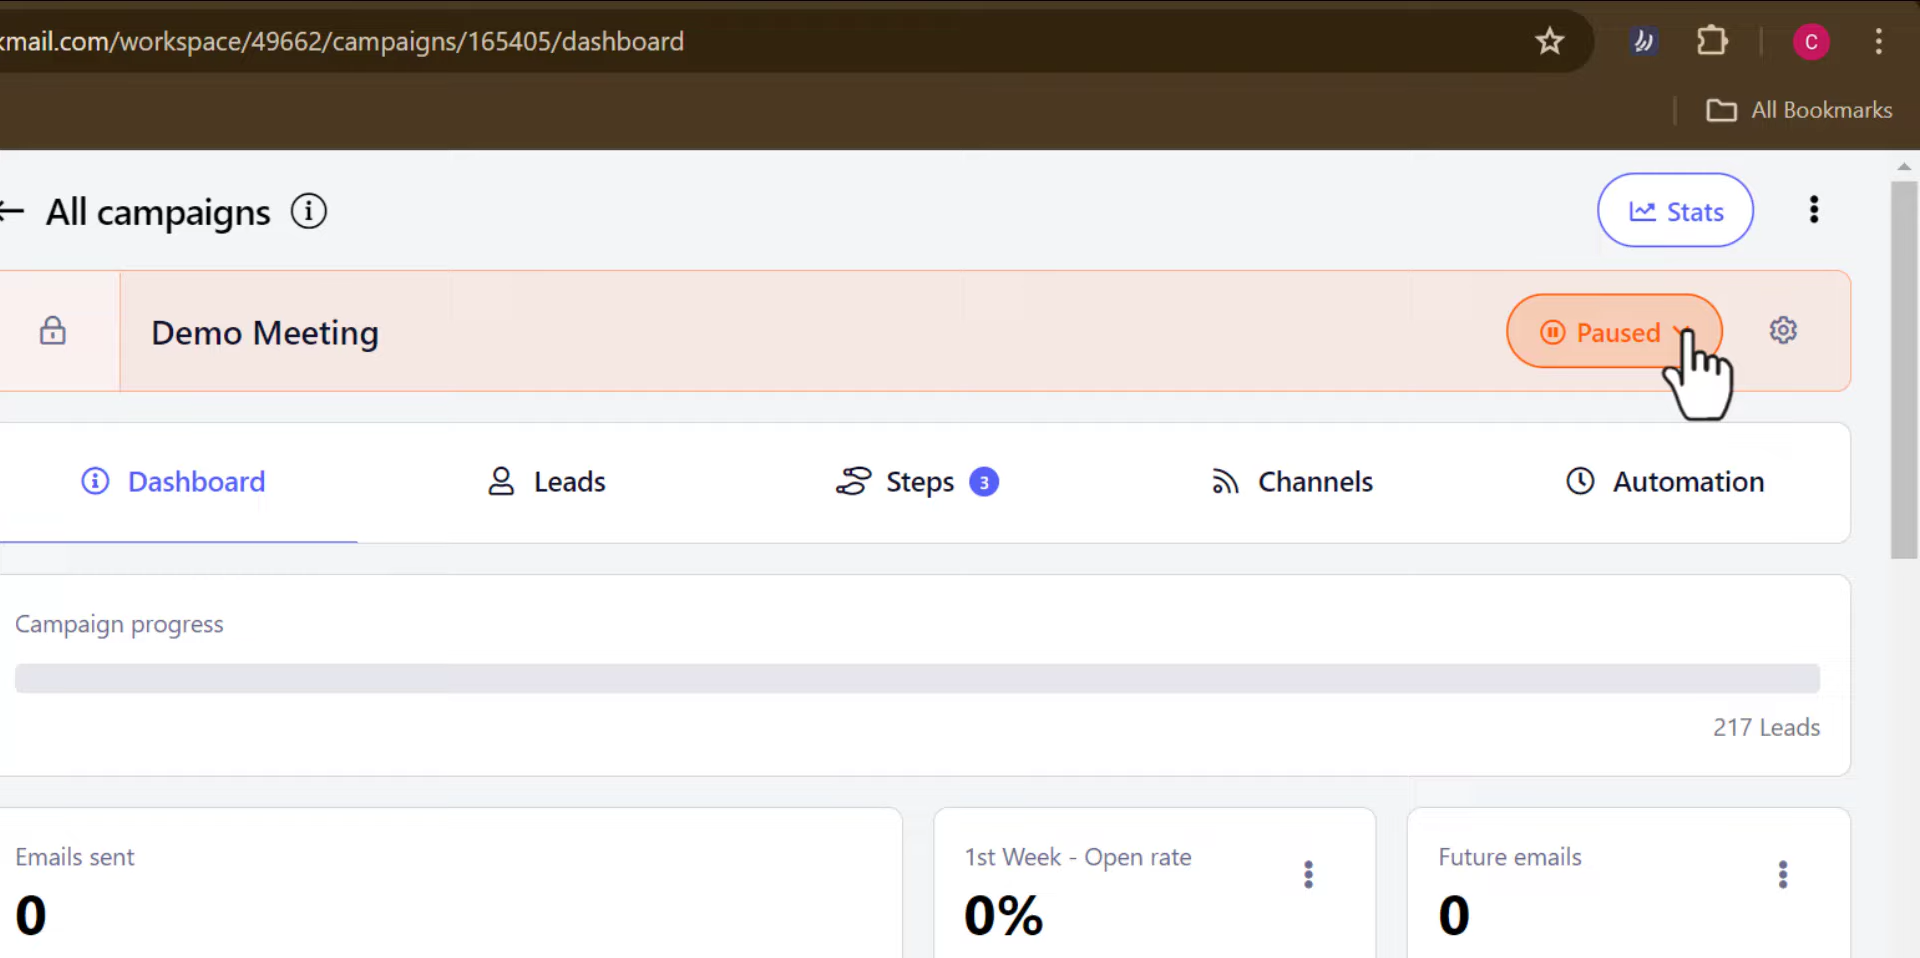 kmail.com/workspace/49662/campaigns/165405/dashboard
C
All Bookmarks
All campaigns
Stats
Demo Meeting
Paused
Dashboard
Leads
Steps 3
Channels
Automation
Campaign progress
217 Leads
Emails sent
0
1st Week - Open rate
0%
Future emails
0